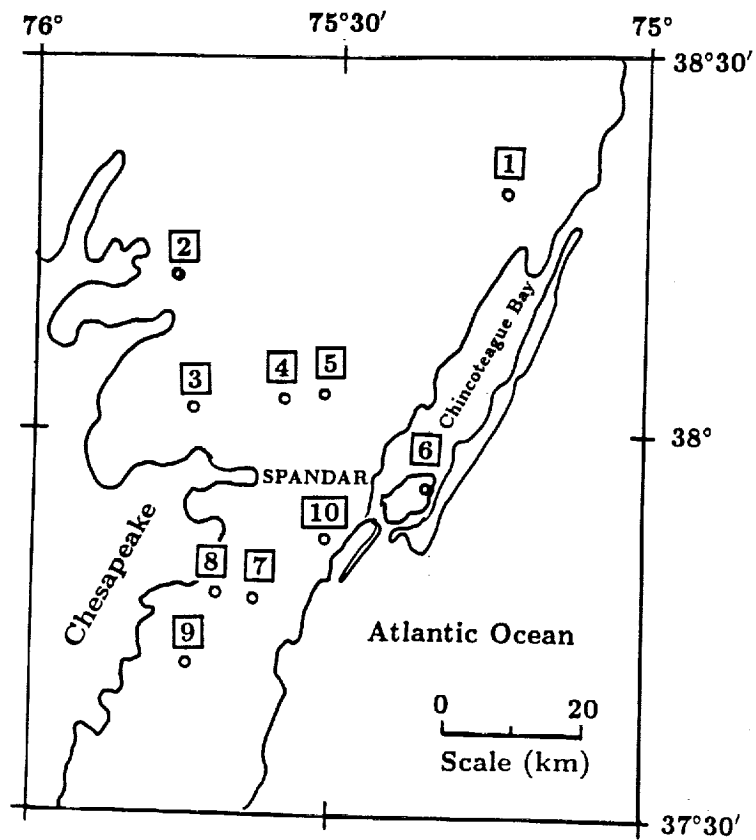 76° 75°30′ 75°
38°30′
1
2
Chincoteague Bay
3 4 5
38°
6
SPANDAR
10
Chesapeake
8 7
9
Atlantic Ocean
0 20
Scale (km)
37°30′